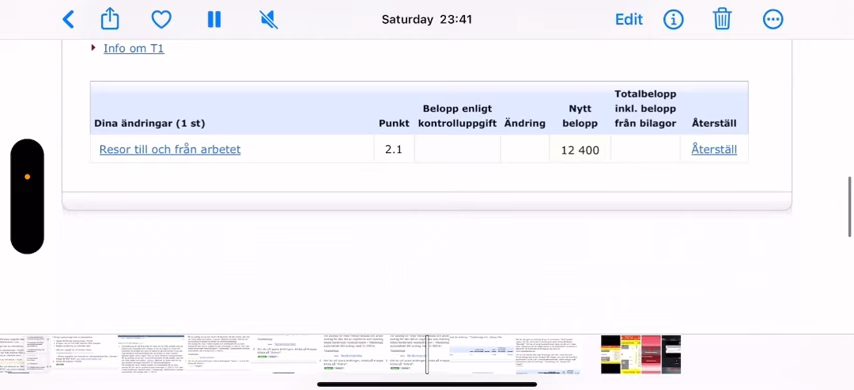 Saturday 23:41
Edit
Info om T1
Dina ändringar (1 st) Punkt Belopp enligt kontrolluppgift Ändring Nytt belopp Totalbelopp inkl. belopp från bilagor Återställ
Resor till och från arbetet 2.1 12 400 Återställ